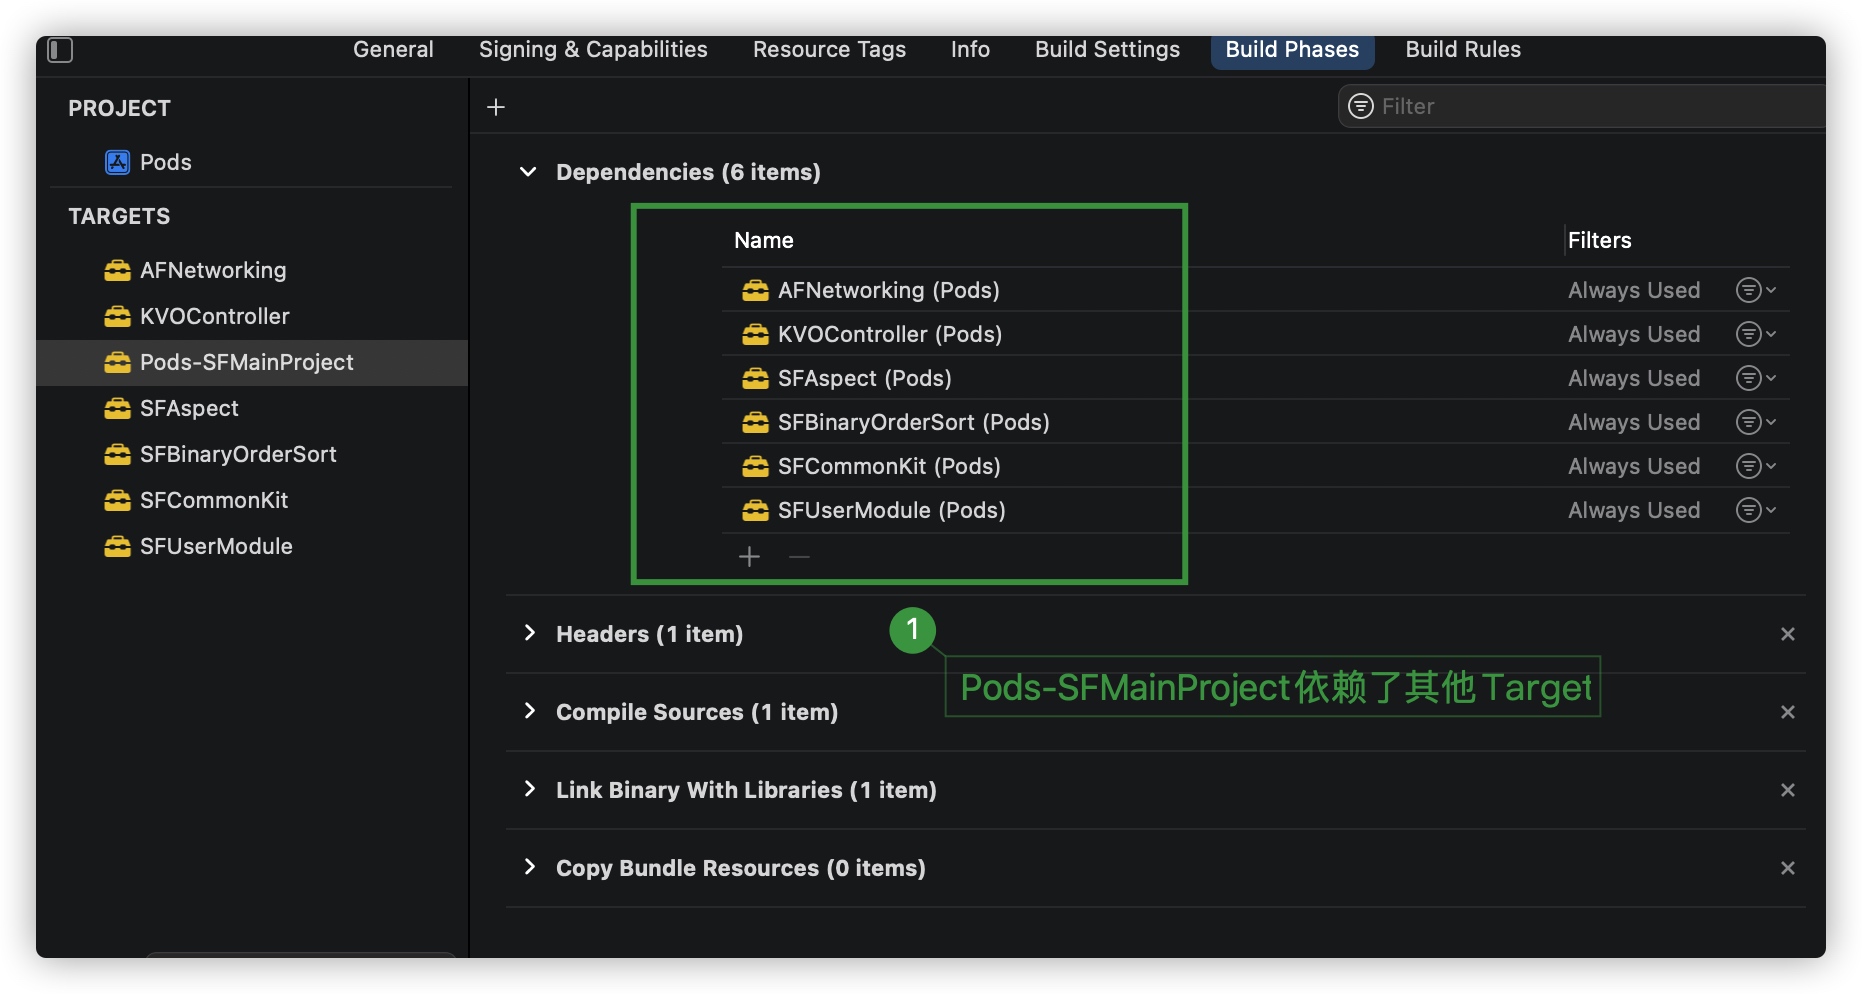 General Signing & Capabilities Resource Tags Info Build Settings Build Phases Build Rules
PROJECT
Pods
TARGETS
AFNetworking
KVOController
Pods-SFMainProject
SFAspect
SFBinaryOrderSort
SFCommonKit
SFUserModule
Filter
Dependencies (6 items)
Name Filters
AFNetworking (Pods) Always Used
KVOController (Pods) Always Used
SFAspect (Pods) Always Used
SFBinaryOrderSort (Pods) Always Used
SFCommonKit (Pods) Always Used
SFUserModule (Pods) Always Used
Headers (1 item)
1
Pods-SFMainProject依赖了其他Target
Compile Sources (1 item)
Link Binary With Libraries (1 item)
Copy Bundle Resources (0 items)